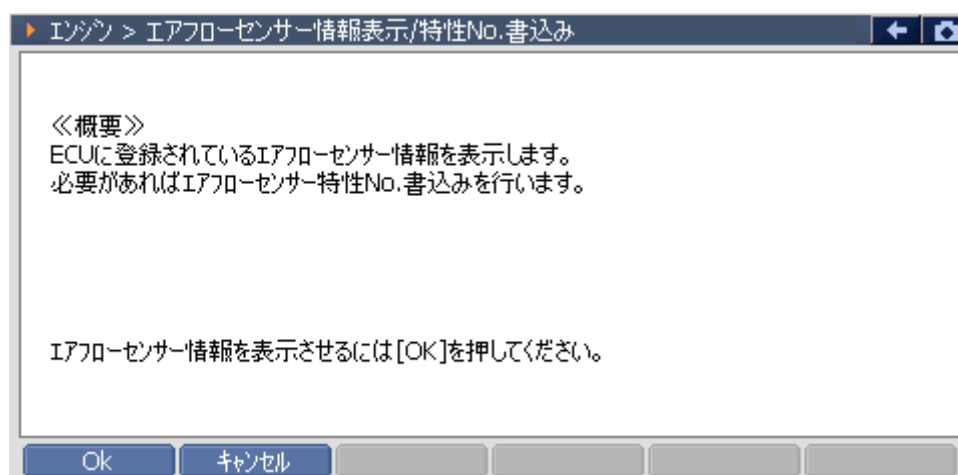 エンジン > エアフローセンサー情報表示/特性No.書込み
≪概要≫
ECUに登録されているエアフローセンサー情報を表示します。
必要があればエアフローセンサー特性No.書込みを行います。
エアフローセンサー情報を表示させるには[OK]を押してください。
Ok キャンセル